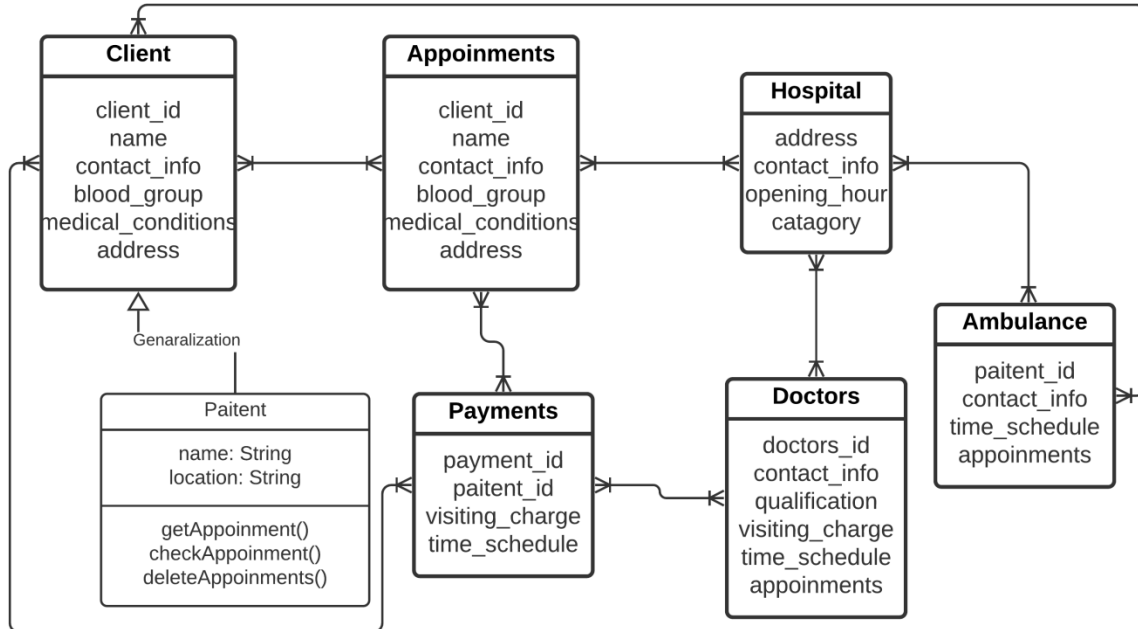 Client
client_id
name
contact_info
blood_group
medical_conditions
address
Appoinments
client_id
name
contact_info
blood_group
medical_conditions
address
Hospital
address
contact_info
opening_hour
catagory
Ambulance
paitent_id
contact_info
time_schedule
appoinments
Genaralization
Paitent
name: String
location: String
getAppoinment()
checkAppoinment()
deleteAppoinments()
Payments
payment_id
paitent_id
visiting_charge
time_schedule
Doctors
doctors_id
contact_info
qualification
visiting_charge
time_schedule
appoinments